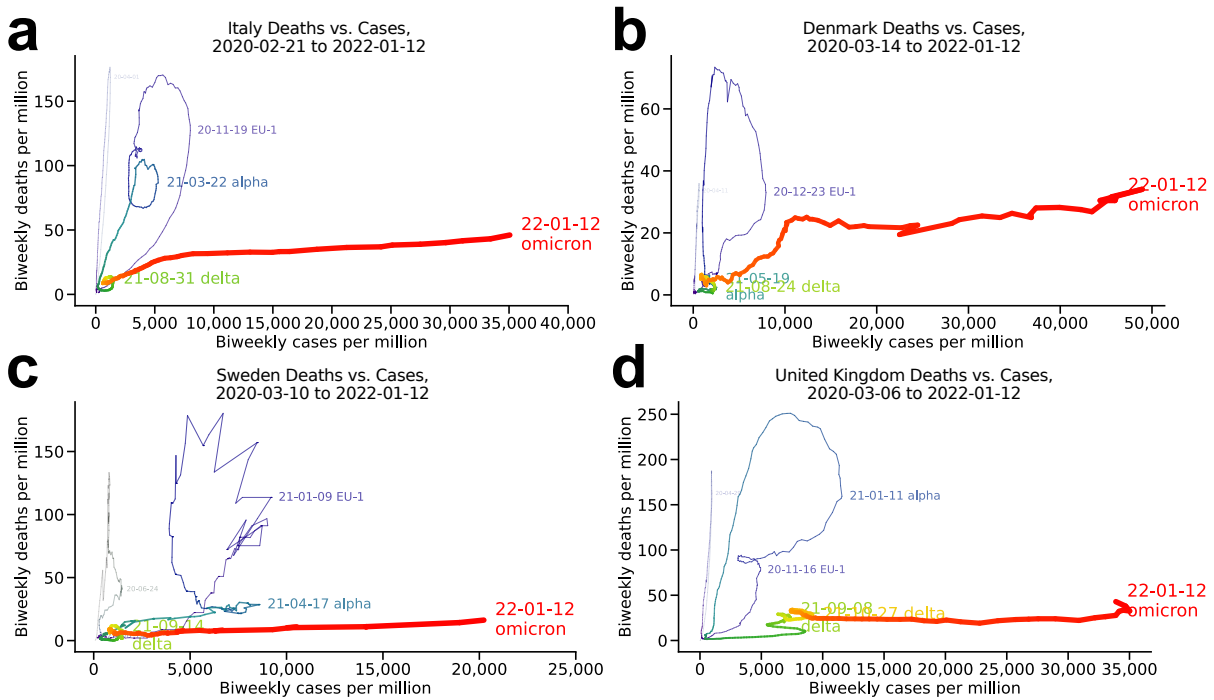 a
Italy Deaths vs. Cases,
2020-02-21 to 2022-01-12
Biweekly deaths per million
150
100
50
0
20-11-19 EU-1
21-03-22 alpha
22-01-12
omicron
21-08-31 delta
0
5,000
10,000
15,000
20,000
25,000
30,000
35,000
40,000
Biweekly cases per million
b
Denmark Deaths vs. Cases,
2020-03-14 to 2022-01-12
Biweekly deaths per million
60
40
20
0
20-12-23 EU-1
22-01-12
omicron
21-05-19
alpha
21-08-24 delta
0
10,000
20,000
30,000
40,000
50,000
Biweekly cases per million
c
Sweden Deaths vs. Cases,
2020-03-10 to 2022-01-12
Biweekly deaths per million
150
100
50
0
21-01-09 EU-1
20-06-24
21-04-17 alpha
22-01-12
omicron
21-09-14
delta
0
5,000
10,000
15,000
20,000
25,000
Biweekly cases per million
d
United Kingdom Deaths vs. Cases,
2020-03-06 to 2022-01-12
Biweekly deaths per million
250
200
150
100
50
0
21-01-11 alpha
20-11-16 EU-1
22-01-12
omicron
21-09-08
delta
27 delta
0
5,000
10,000
15,000
20,000
25,000
30,000
35,000
Biweekly cases per million